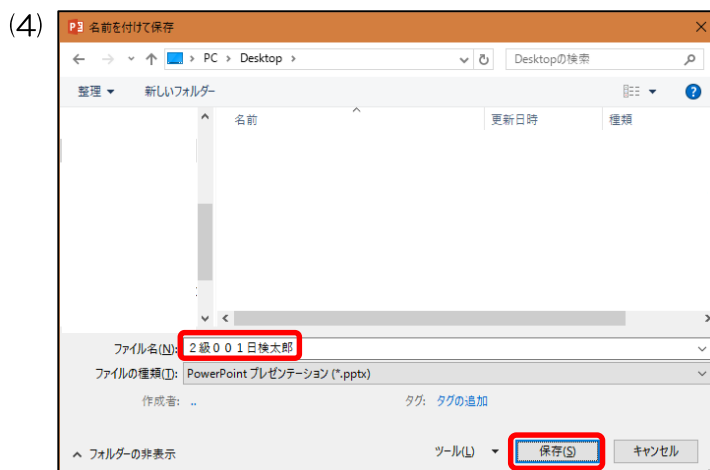 (4)
名前を付けて保存
PC > Desktop >
Desktopの検索
整理 新しいフォルダー
名前 更新日時 種類
ファイル名(N): 2級001日検太郎
ファイルの種類(T): PowerPoint プレゼンテーション (*.pptx)
作成者: .. タグ: タグの追加
フォルダーの非表示 ツール(L) 保存(S) キャンセル